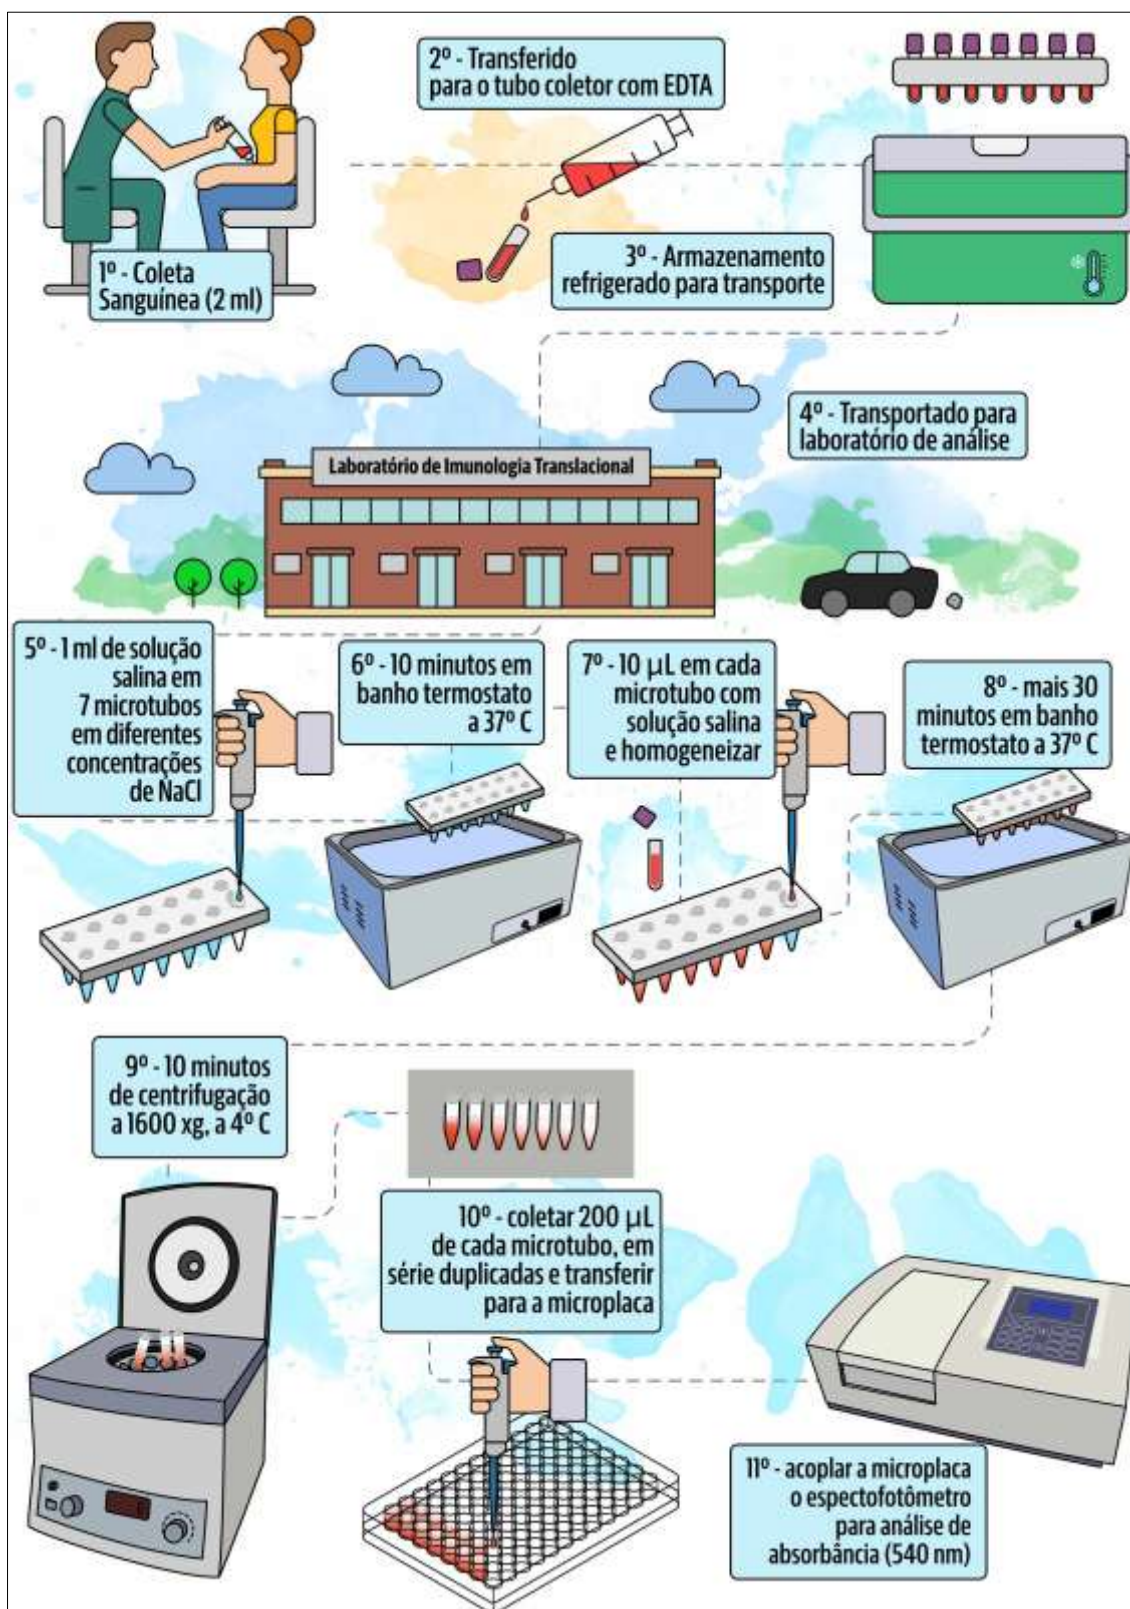 2º - Transferido
para o tubo coletor com EDTA
1º - Coleta
Sanguínea (2 ml)
3º - Armazenamento
refrigerado para transporte
4º - Transportado para
laboratório de análise
Laboratório de Imunologia Translacional
5º - 1 ml de solução
salina em
7 microtubos
em diferentes
concentrações
de NaCl
6º - 10 minutos em
banho termostato
a 37º C
7º - 10 µL em cada
microtubo com
solução salina
e homogeneizar
8º - mais 30
minutos em banho
termostato a 37º C
9º - 10 minutos
de centrifugação
a 1600 xg, a 4º C
10º - coletar 200 µL
de cada microtubo, em
série duplicadas e transferir
para a microplaca
11º - acoplar a microplaca
o espectofotômetro
para análise de
absorbância (540 nm)